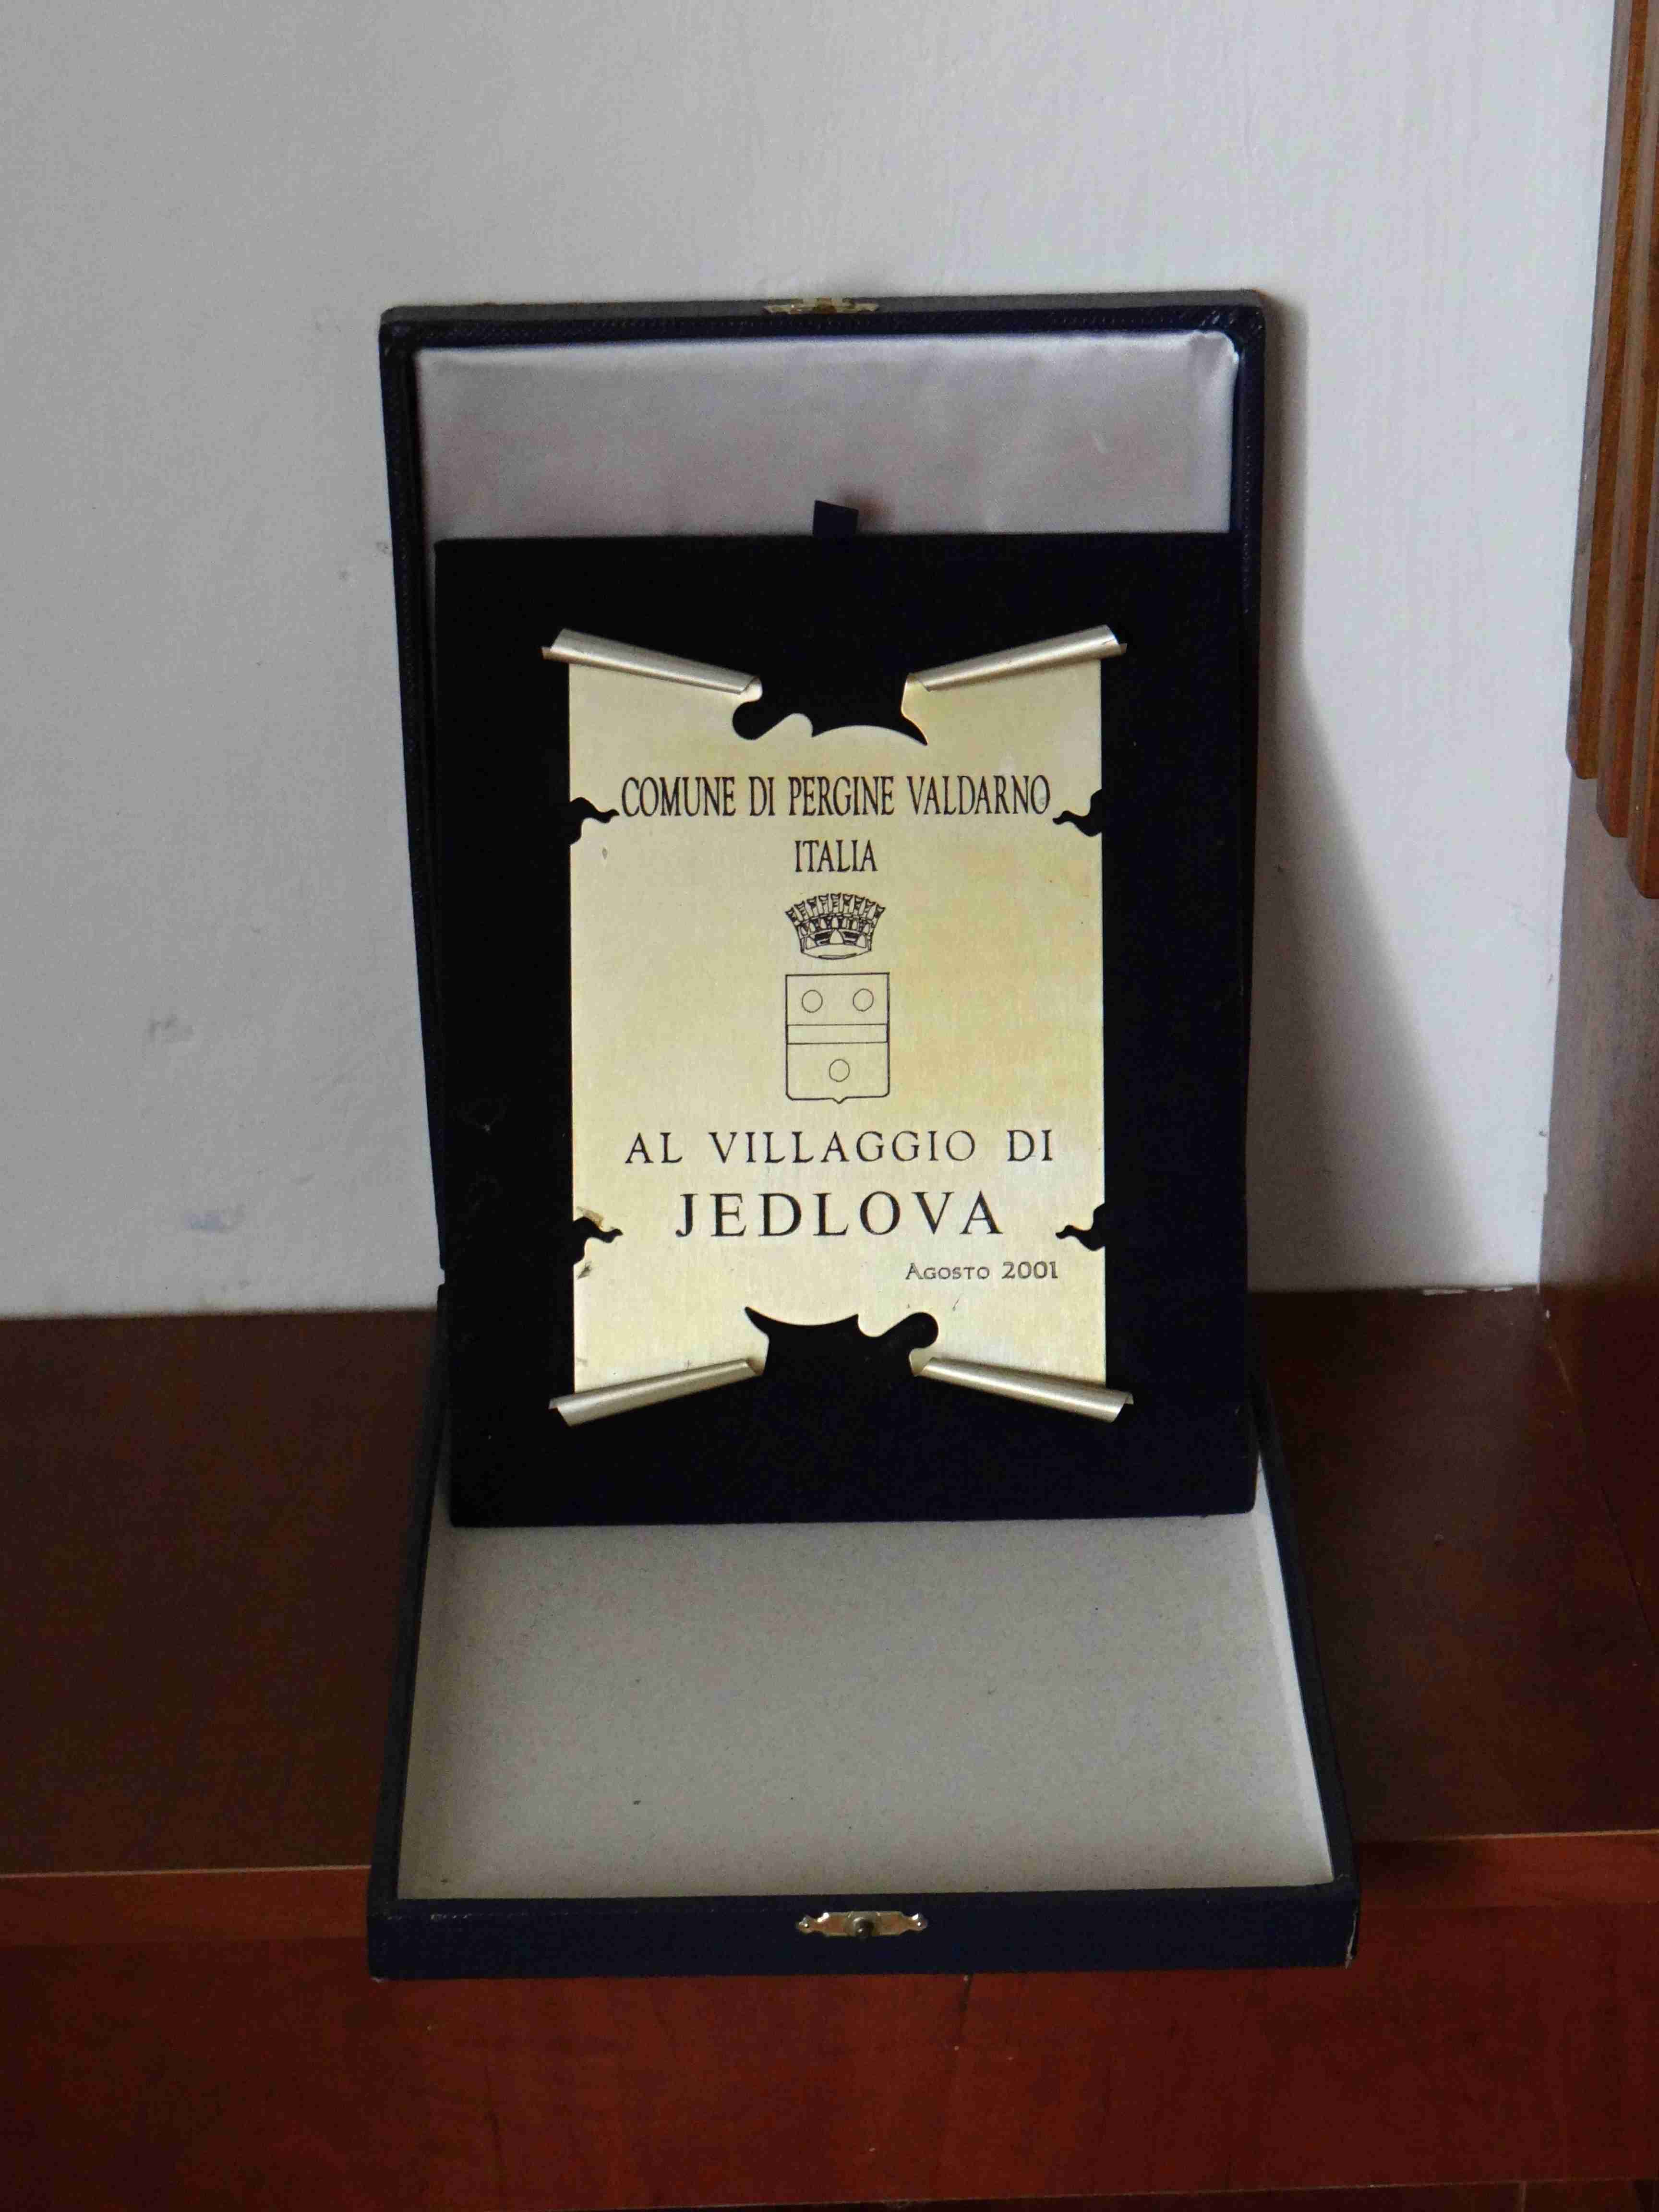 COMUNE DI PERGINE VALDARNO
ITALIA
AL VILLAGGIO DI
JEDLOVA
AGOSTO 2001